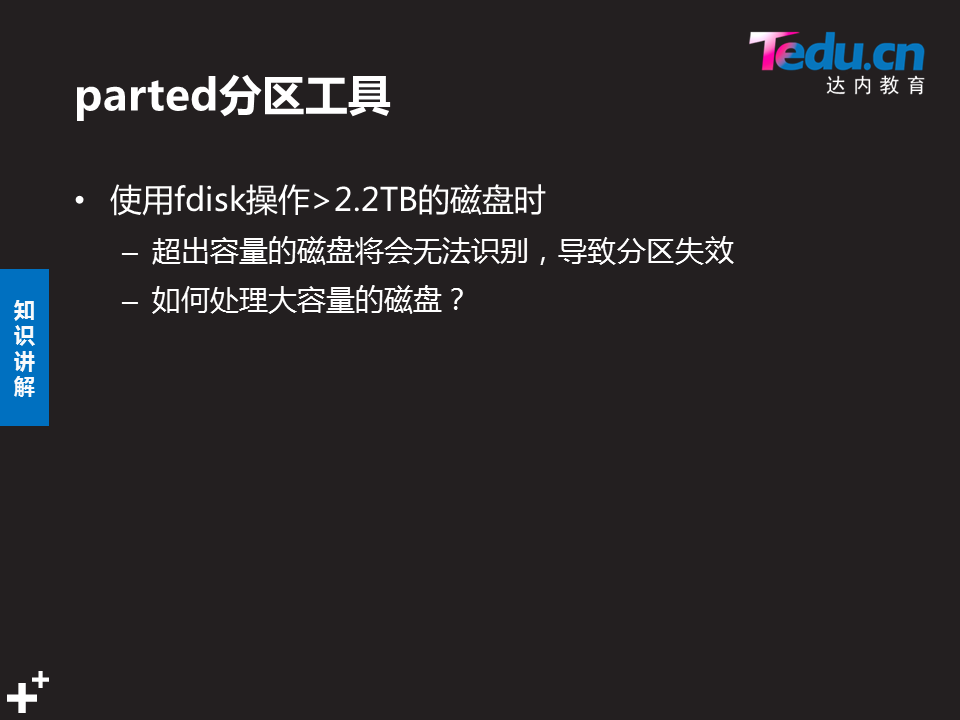 Tedu.cn
达内教育
parted分区工具
• 使用fdisk操作>2.2TB的磁盘时
– 超出容量的磁盘将会无法识别，导致分区失效
– 如何处理大容量的磁盘？
知识讲解